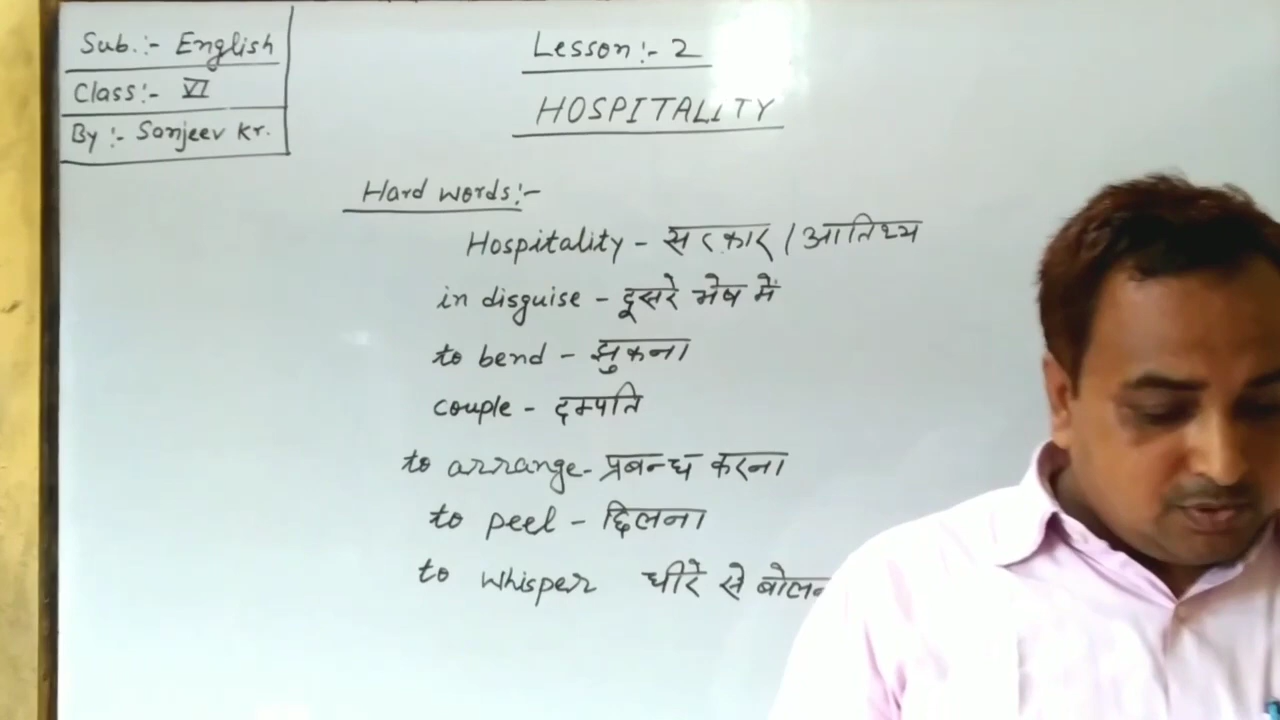 Sub.:- English
Class:- VI
By:- Sanjeev Kr.
Lesson:- 2
HOSPITALITY
Hard words:-
Hospitality - सत्कार / आतिथ्य
in disguise - दूसरे भेष में
to bend - झुकना
couple - दम्पति
to arrange - प्रबन्ध करना
to peel - छिलना
to whisper धीरे से